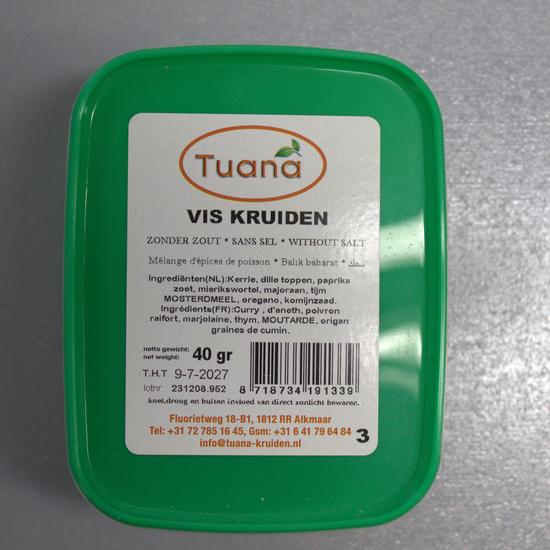 Tuana
VIS KRUIDEN
ZONDER ZOUT * SANS SEL * WITHOUT SALT
Mélange d'épices de poisson * Balik baharat * سمك
Ingrediënten(NL):Kerrie, dille toppen, paprika
zoet, mierikswortel, majoraan, tijm
MOSTERDMEEL, oregano, komijnzaad.
Ingrédients(FR):Curry , d'aneth, poivron
raifort, marjolaine, thym, MOUTARDE, origan
graines de cumin.
netto gewicht:
net weight: 40 gr
T.H.T 9-7-2027
lotnr: 231208.952
8 718734 191339
koel,droog en buiten invloed van direct zonlicht bewaren.
Fluorietweg 18-B1, 1812 RR Alkmaar
Tel: +31 72 785 16 45, Gsm: +31 6 41 79 64 84
info@tuana-kruiden.nl
3